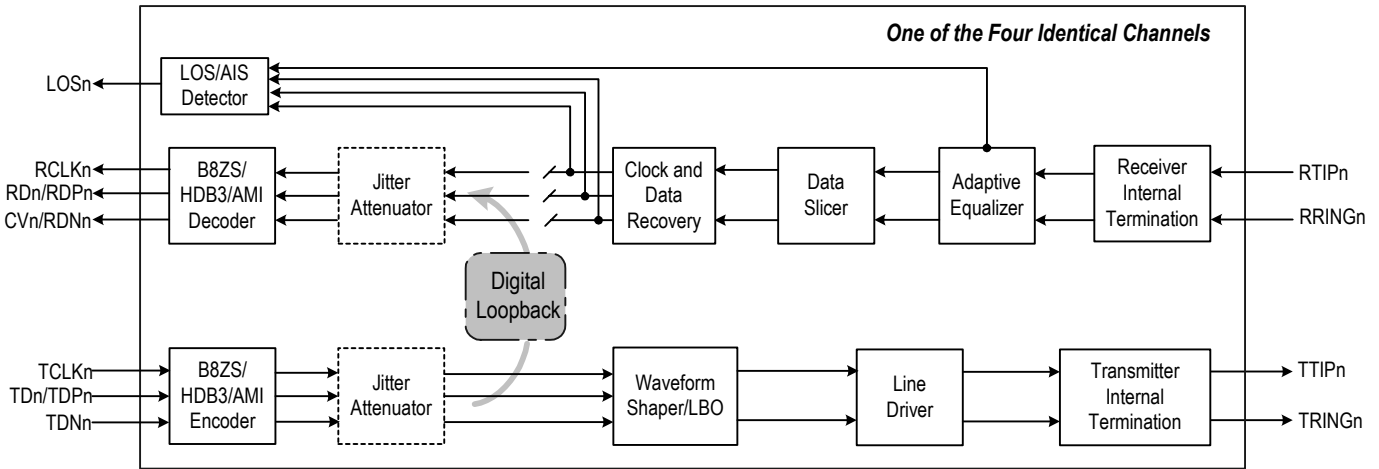 One of the Four Identical Channels
LOSn
LOS/AIS
Detector
RCLKn
RDn/RDPn
CVn/RDNn
B8ZS/
HDB3/AMI
Decoder
Jitter
Attenuator
Clock and
Data
Recovery
Data
Slicer
Adaptive
Equalizer
Receiver
Internal
Termination
RTIPn
RRINGn
Digital
Loopback
TCLKn
TDn/TDPn
TDNn
B8ZS/
HDB3/AMI
Encoder
Jitter
Attenuator
Waveform
Shaper/LBO
Line
Driver
Transmitter
Internal
Termination
TTIPn
TRINGn